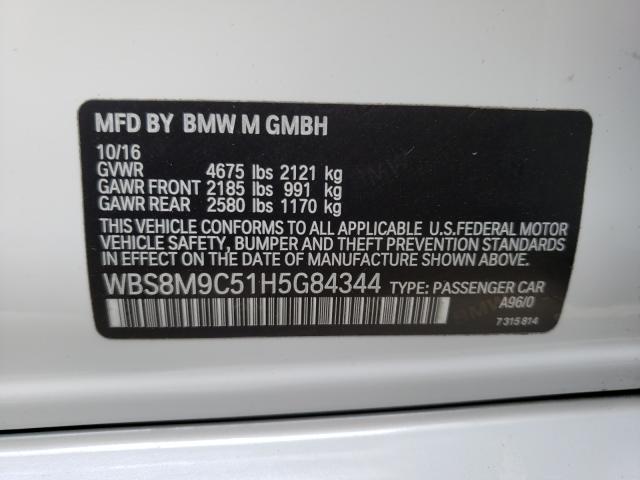 MFD BY BMW M GMBH
10/16
GVWR 4675 lbs 2121 kg
GAWR FRONT 2185 lbs 991 kg
GAWR REAR 2580 lbs 1170 kg
THIS VEHICLE CONFORMS TO ALL APPLICABLE U.S.FEDERAL MOTOR
VEHICLE SAFETY, BUMPER AND THEFT PREVENTION STANDARDS
IN EFFECT ON THE DATE OF MANUFACTURE SHOWN ABOVE.
WBS8M9C51H5G84344 TYPE: PASSENGER CAR
A96/0
7315814